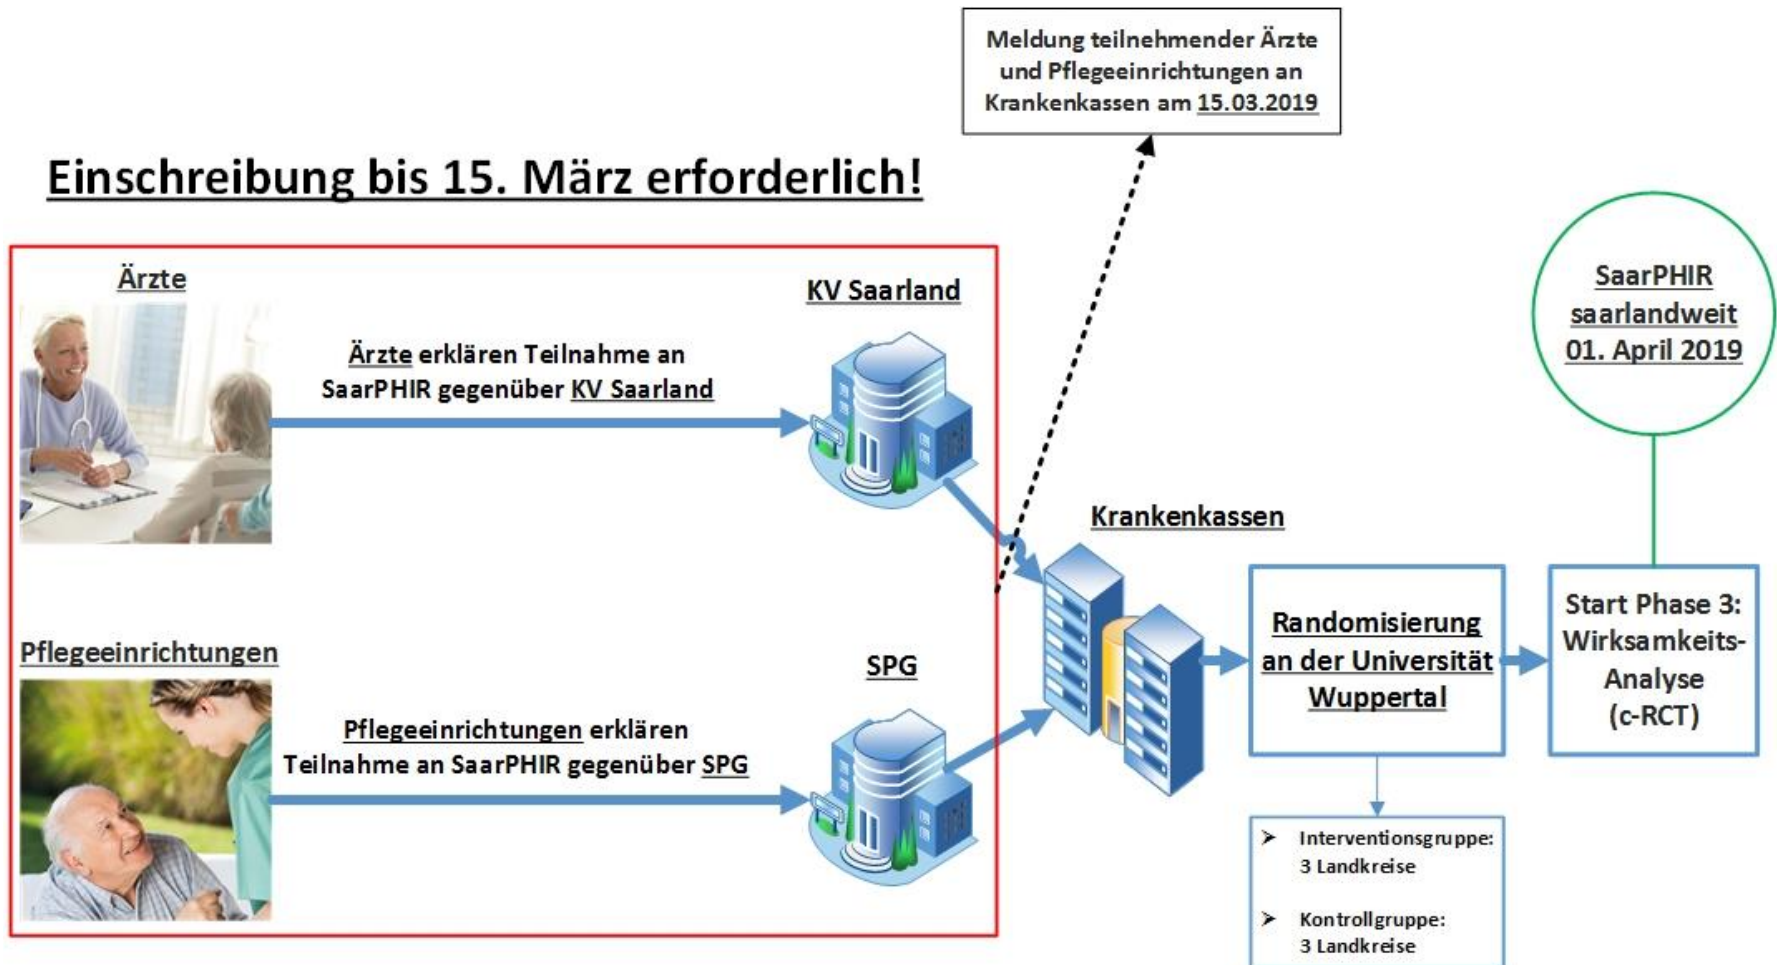 Meldung teilnehmender Ärzte
und Pflegeeinrichtungen an
Krankenkassen am 15.03.2019
Einschreibung bis 15. März erforderlich!
Ärzte
KV Saarland
Ärzte erklären Teilnahme an
SaarPHIR gegenüber KV Saarland
SaarPHIR
saarlandweit
01. April 2019
Krankenkassen
Pflegeeinrichtungen
SPG
Pflegeeinrichtungen erklären
Teilnahme an SaarPHIR gegenüber SPG
Randomisierung
an der Universität
Wuppertal
Start Phase 3:
Wirksamkeits-
Analyse
(c-RCT)
➢ Interventionsgruppe:
3 Landkreise
➢ Kontrollgruppe:
3 Landkreise